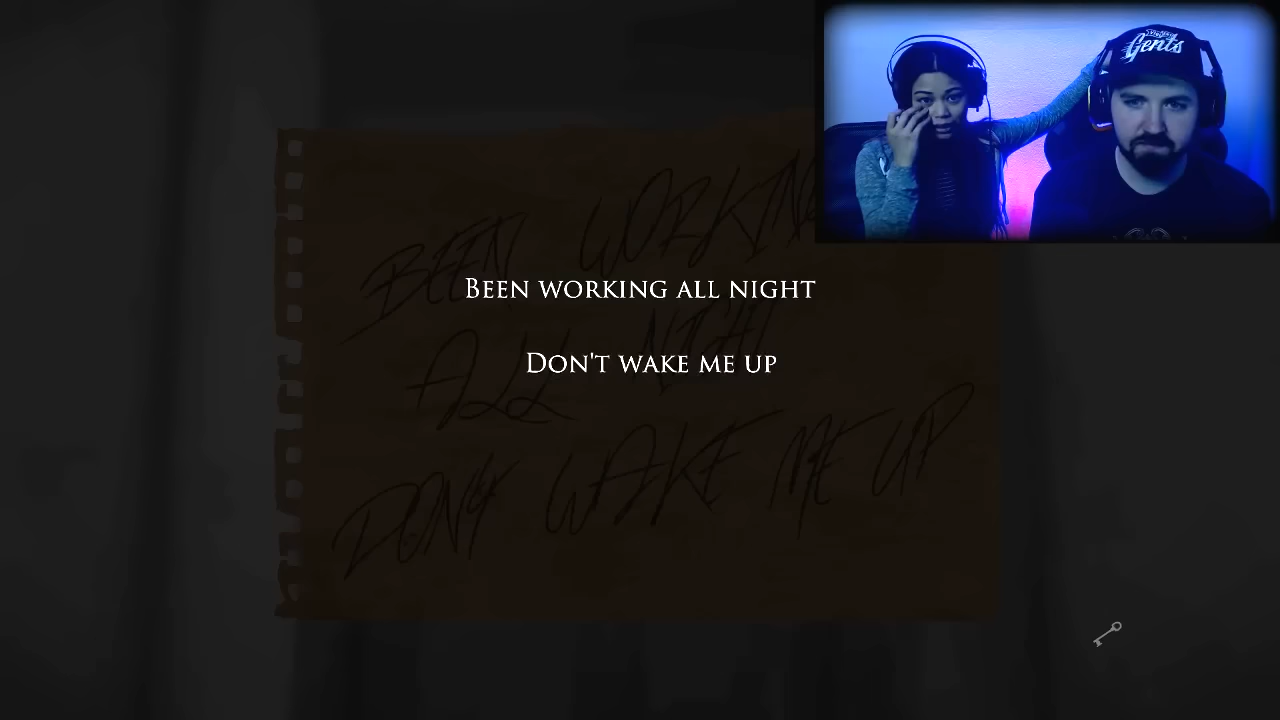 Gents
BEEN WORKING
ALL NIGHT
DON'T WAKE ME UP
Been working all night
Don't wake me up